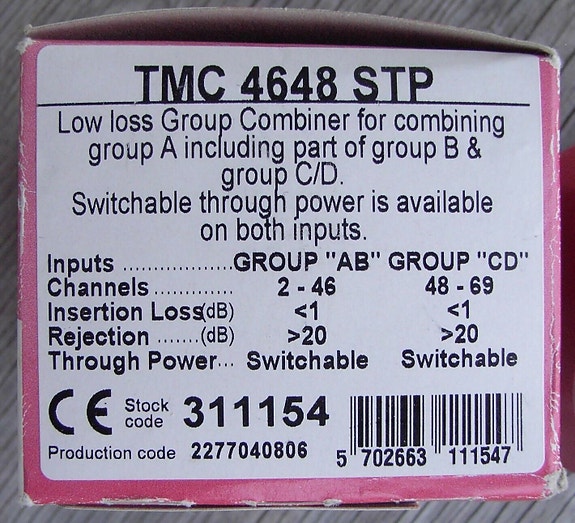 TMC 4648 STP
Low loss Group Combiner for combining
group A including part of group B &
group C/D.
Switchable through power is available
on both inputs.
Inputs ..................GROUP "AB" GROUP "CD"
Channels ............. 2 - 46 48 - 69
Insertion Loss(dB) <1 <1
Rejection .......(dB) >20 >20
Through Power... Switchable Switchable
CE Stock code 311154
Production code 2277040806
5 702663 111547